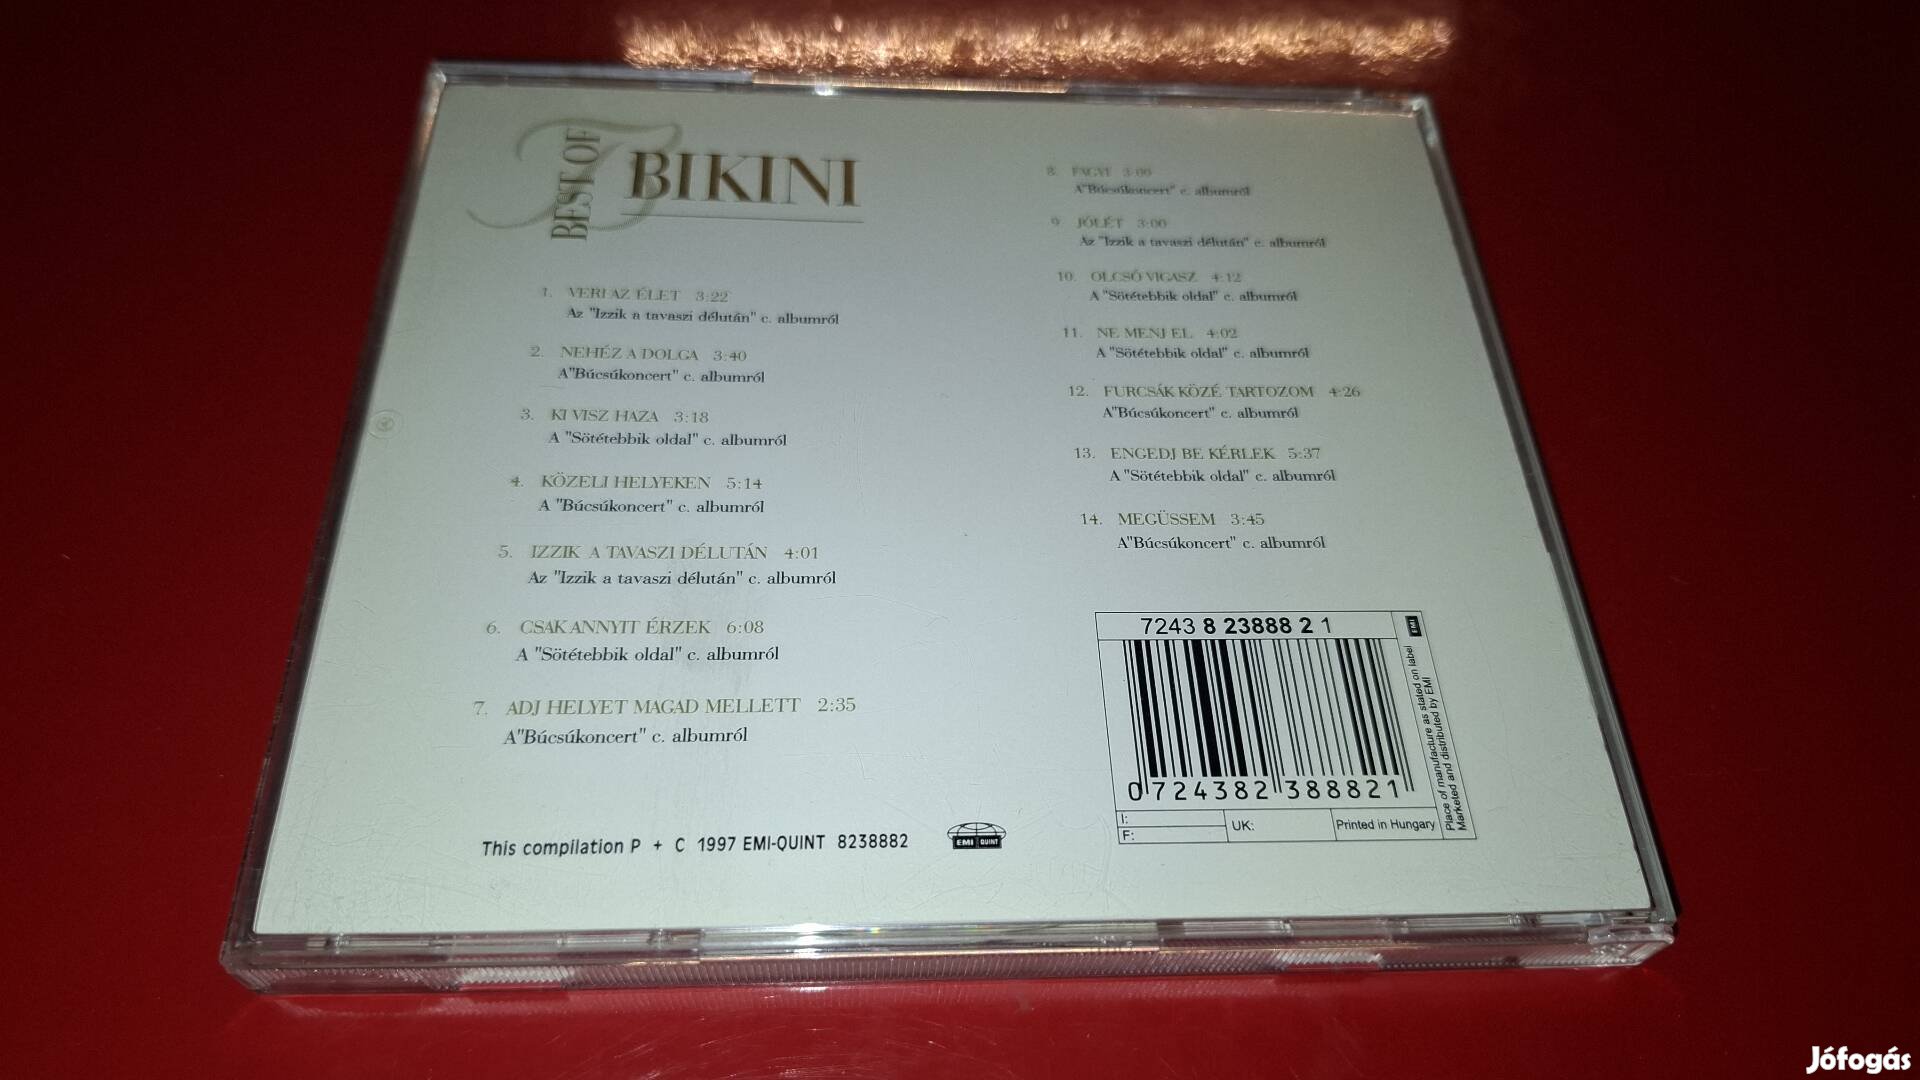 BEST OF
BIKINI
1. VERI AZ ÉLET 3:22
Az "Izzik a tavaszi délután" c. albumról
2. NEHÉZ A DOLGA 3:40
A"Búcsúkoncert" c. albumról
3. KI VISZ HAZA 3:18
A "Sötétebbik oldal" c. albumról
4. KÖZELI HELYEKEN 5:14
A "Búcsúkoncert" c. albumról
5. IZZIK A TAVASZI DÉLUTÁN 4:01
Az "Izzik a tavaszi délután" c. albumról
6. CSAK ANNYIT ÉRZEK 6:08
A "Sötétebbik oldal" c. albumról
7. ADJ HELYET MAGAD MELLETT 2:35
A"Búcsúkoncert" c. albumról
8. FAGYI 3:00
A"Búcsúkoncert" c. albumról
9. JÓLÉT 3:00
Az "Izzik a tavaszi délután" c. albumról
10. OLCSÓ VIGASZ 4:12
A "Sötétebbik oldal" c. albumról
11. NE MENJ EL 4:02
A "Sötétebbik oldal" c. albumról
12. FURCSÁK KÖZÉ TARTOZOM 4:26
A"Búcsúkoncert" c. albumról
13. ENGEDJ BE KÉRLEK 5:37
A "Sötétebbik oldal" c. albumról
14. MEGÜSSEM 3:45
A"Búcsúkoncert" c. albumról
7243 8 23888 2 1
EMI
0 724382 388821
Place of manufacture as stated on label
Marketed and distributed by EMI
I:
F:
UK:
Printed in Hungary
This compilation P + C 1997 EMI-QUINT 8238882
EMI QUINT
Jófogás